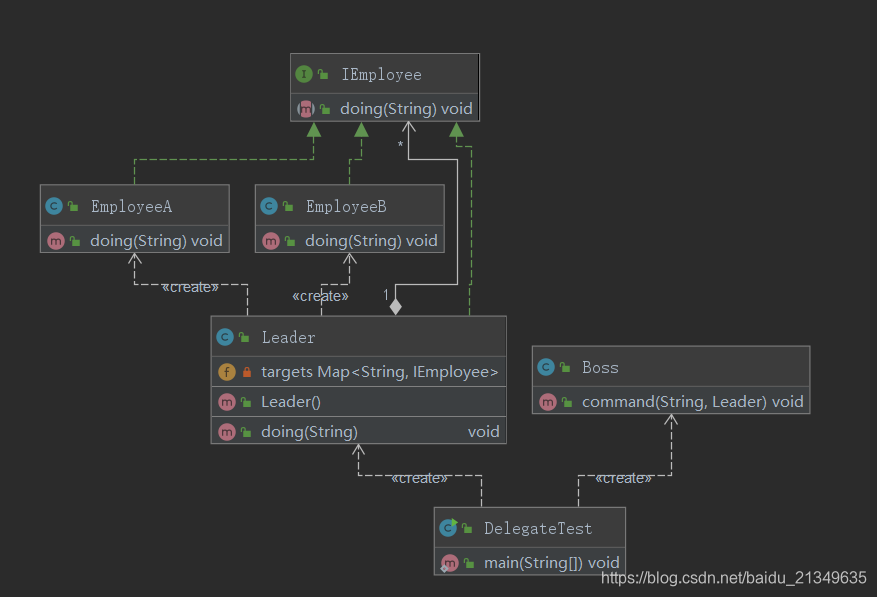 IEmployee
doing(String) void
*
EmployeeA
doing(String) void
EmployeeB
doing(String) void
«create»
«create»
1
Leader
targets Map<String, IEmployee>
Leader()
doing(String) void
Boss
command(String, Leader) void
«create»
«create»
DelegateTest
main(String[]) void
https://blog.csdn.net/baidu_21349635